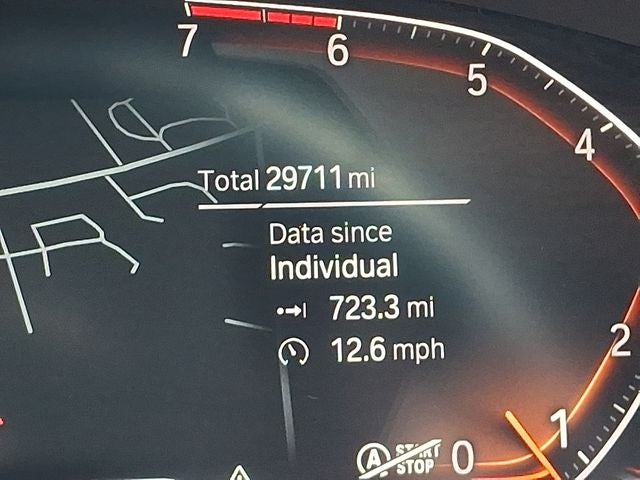 7
6
5
4
Total 29711 mi
Data since
Individual
723.3 mi
12.6 mph
2
1
A START STOP 0